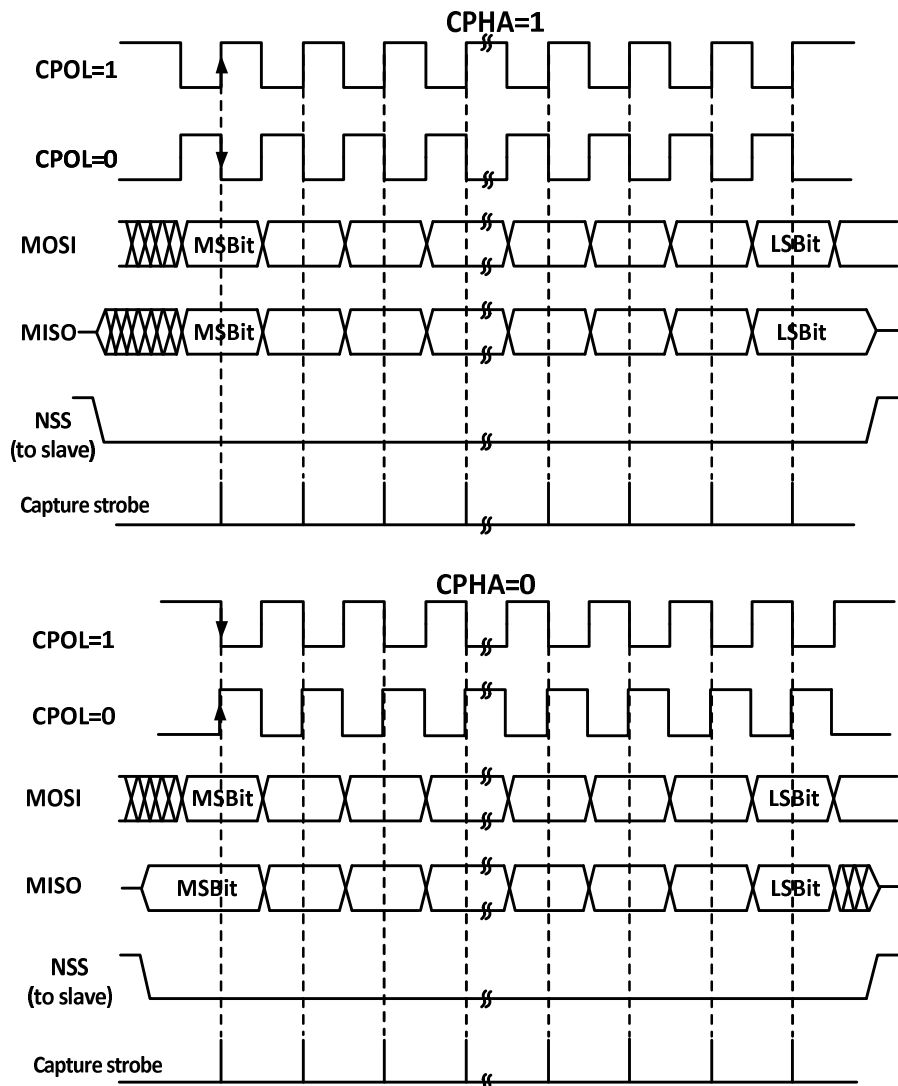 CPHA=1
CPOL=1
CPOL=0
MOSI MSBit LSBit
MISO MSBit LSBit
NSS
(to slave)
Capture strobe
CPHA=0
CPOL=1
CPOL=0
MOSI MSBit LSBit
MISO MSBit LSBit
NSS
(to slave)
Capture strobe